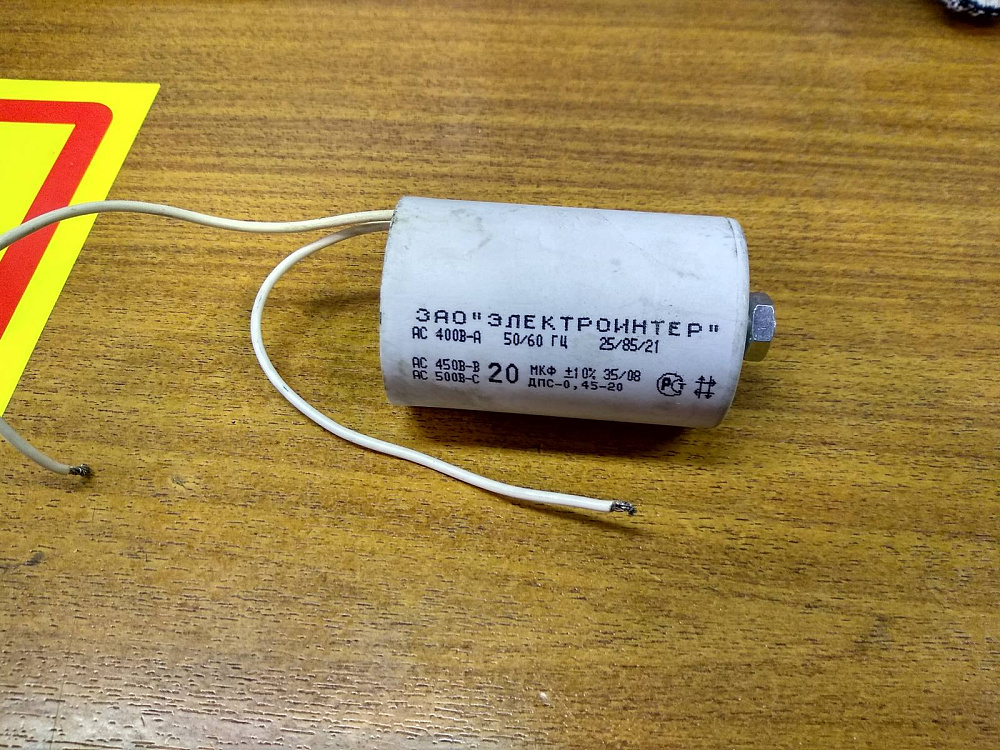 ЗАО"ЭЛЕКТРОИНТЕР"
АС 400В-А 50/60 ГЦ 25/85/21
АС 450В-В 20 МКФ ±10% 35/08
АС 500В-С ДПС-0,45-20
РСТ